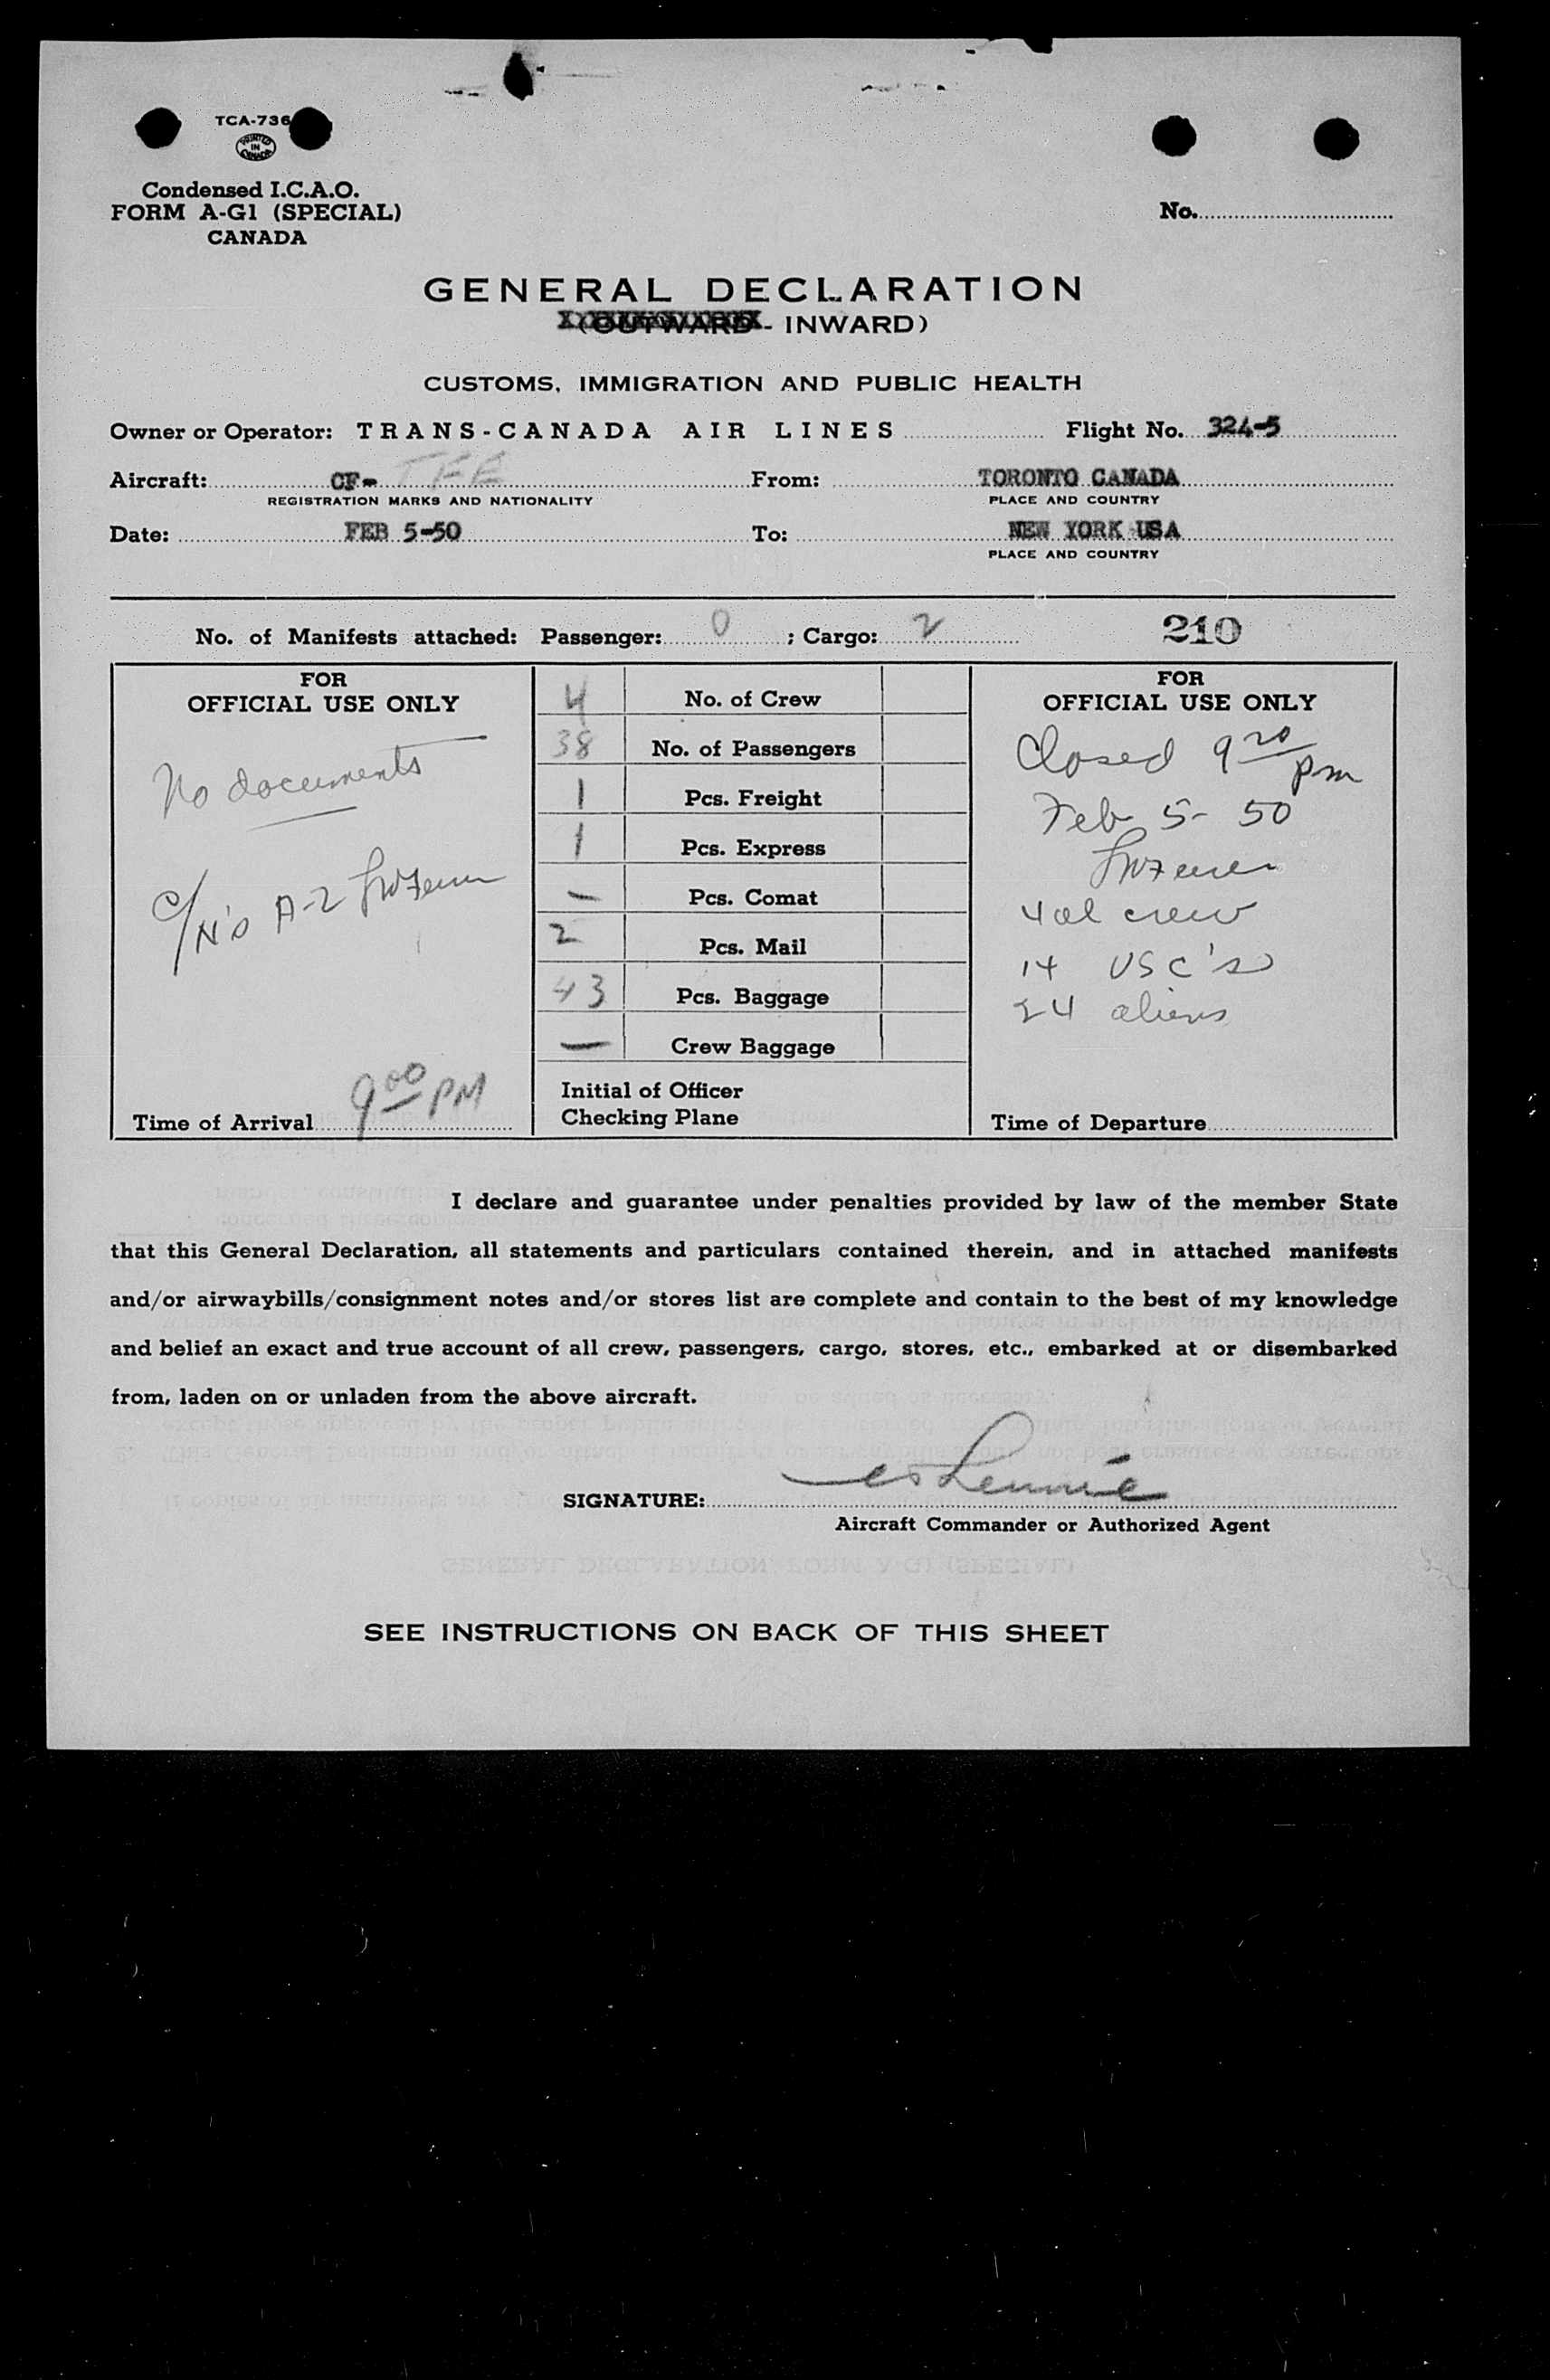 TCA-736
PRINTED IN CANADA
Condensed I.C.A.O.
FORM A-G1 (SPECIAL)
CANADA
No.
GENERAL DECLARATION
(OUTWARD - INWARD)
CUSTOMS, IMMIGRATION AND PUBLIC HEALTH
Owner or Operator: TRANS-CANADA AIR LINES Flight No. 324-5
Aircraft: CF- TFE From: TORONTO CANADA
REGISTRATION MARKS AND NATIONALITY PLACE AND COUNTRY
Date: FEB 5-50 To: NEW YORK USA
PLACE AND COUNTRY
No. of Manifests attached: Passenger: 0 ; Cargo: 2 210
FOR
OFFICIAL USE ONLY
No documents
C/N's A-2
Time of Arrival 9 00 PM
4 No. of Crew
38 No. of Passengers
1 Pcs. Freight
1 Pcs. Express
— Pcs. Comat
2 Pcs. Mail
43 Pcs. Baggage
— Crew Baggage
Initial of Officer
Checking Plane
FOR
OFFICIAL USE ONLY
Closed 9 20 pm
Feb 5- 50
4 al crew
14 USC's
24 aliens
Time of Departure
I declare and guarantee under penalties provided by law of the member State
that this General Declaration, all statements and particulars contained therein, and in attached manifests
and/or airwaybills/consignment notes and/or stores list are complete and contain to the best of my knowledge
and belief an exact and true account of all crew, passengers, cargo, stores, etc., embarked at or disembarked
from, laden on or unladen from the above aircraft.
SIGNATURE: Lennie
Aircraft Commander or Authorized Agent
SEE INSTRUCTIONS ON BACK OF THIS SHEET